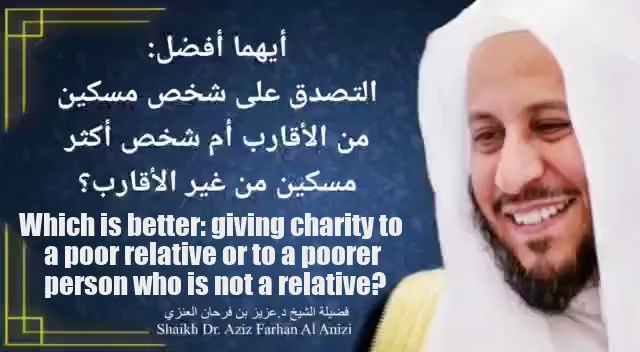 أيهما أفضل:
التصدق على شخص مسكين
من الأقارب أم شخص أكثر
مسكين من غير الأقارب؟
Which is better: giving charity to
a poor relative or to a poorer
person who is not a relative?
فضيلة الشيخ د.عزيز بن فرحان العنزي
Shaikh Dr. Aziz Farhan Al Anizi